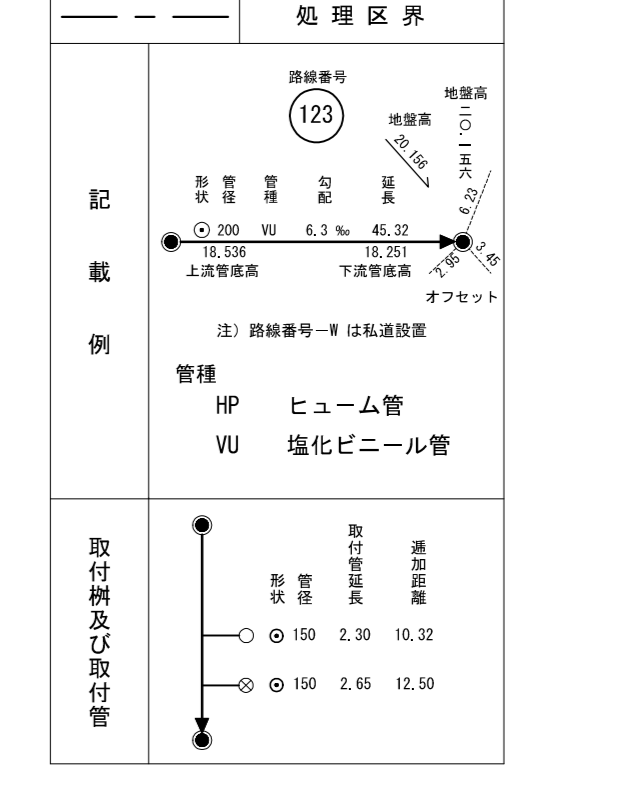 処理区界
記載例
路線番号
123
地盤高
20.156
地盤高
二〇.一五六
形状 管径 管種 勾配 延長
200 VU 6.3 ‰ 45.32
18.536 18.251
上流管底高 下流管底高
6.23
3.45
2.95
オフセット
注) 路線番号-W は私道設置
管種
HP ヒューム管
VU 塩化ビニール管
取付桝及び取付管
形状 管径 取付管延長 逓加距離
150 2.30 10.32
150 2.65 12.50